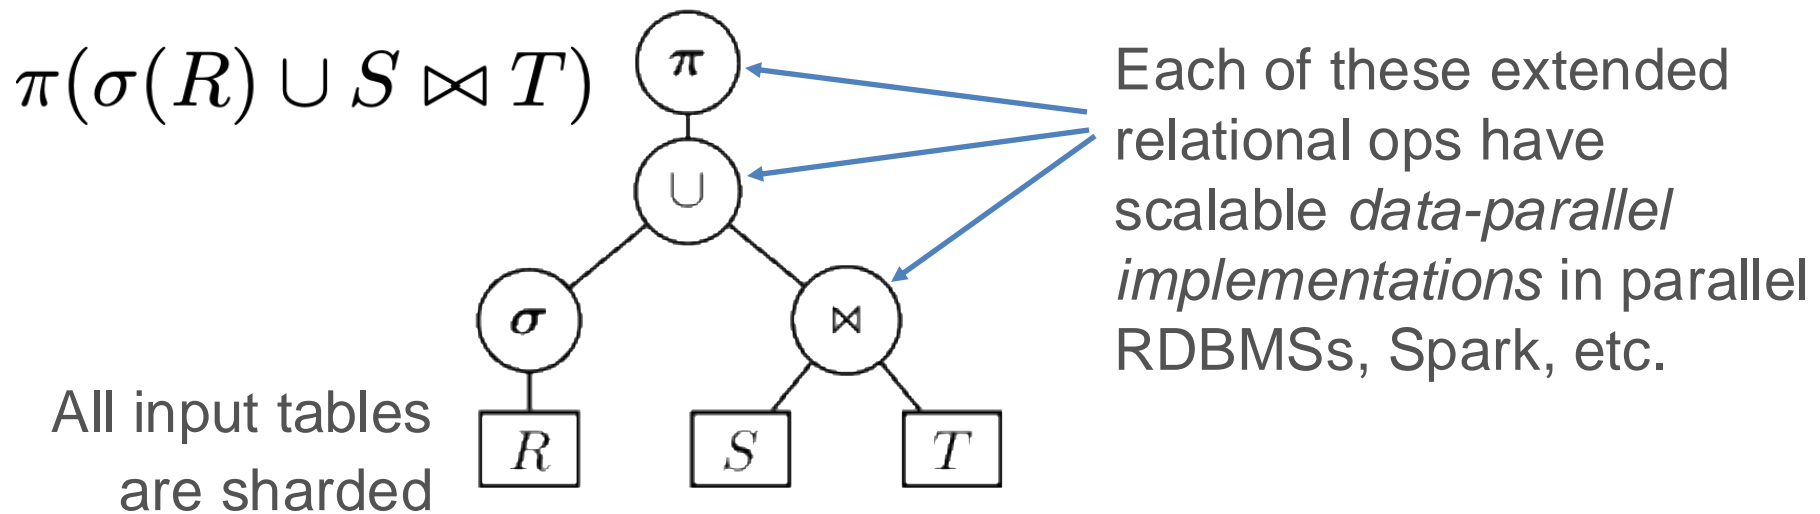 π(σ(R) ∪ S ⋈ T)
π
∪
σ
⋈
R
S
T
Each of these extended
relational ops have
scalable data-parallel
implementations in parallel
RDBMSs, Spark, etc.
All input tables
are sharded